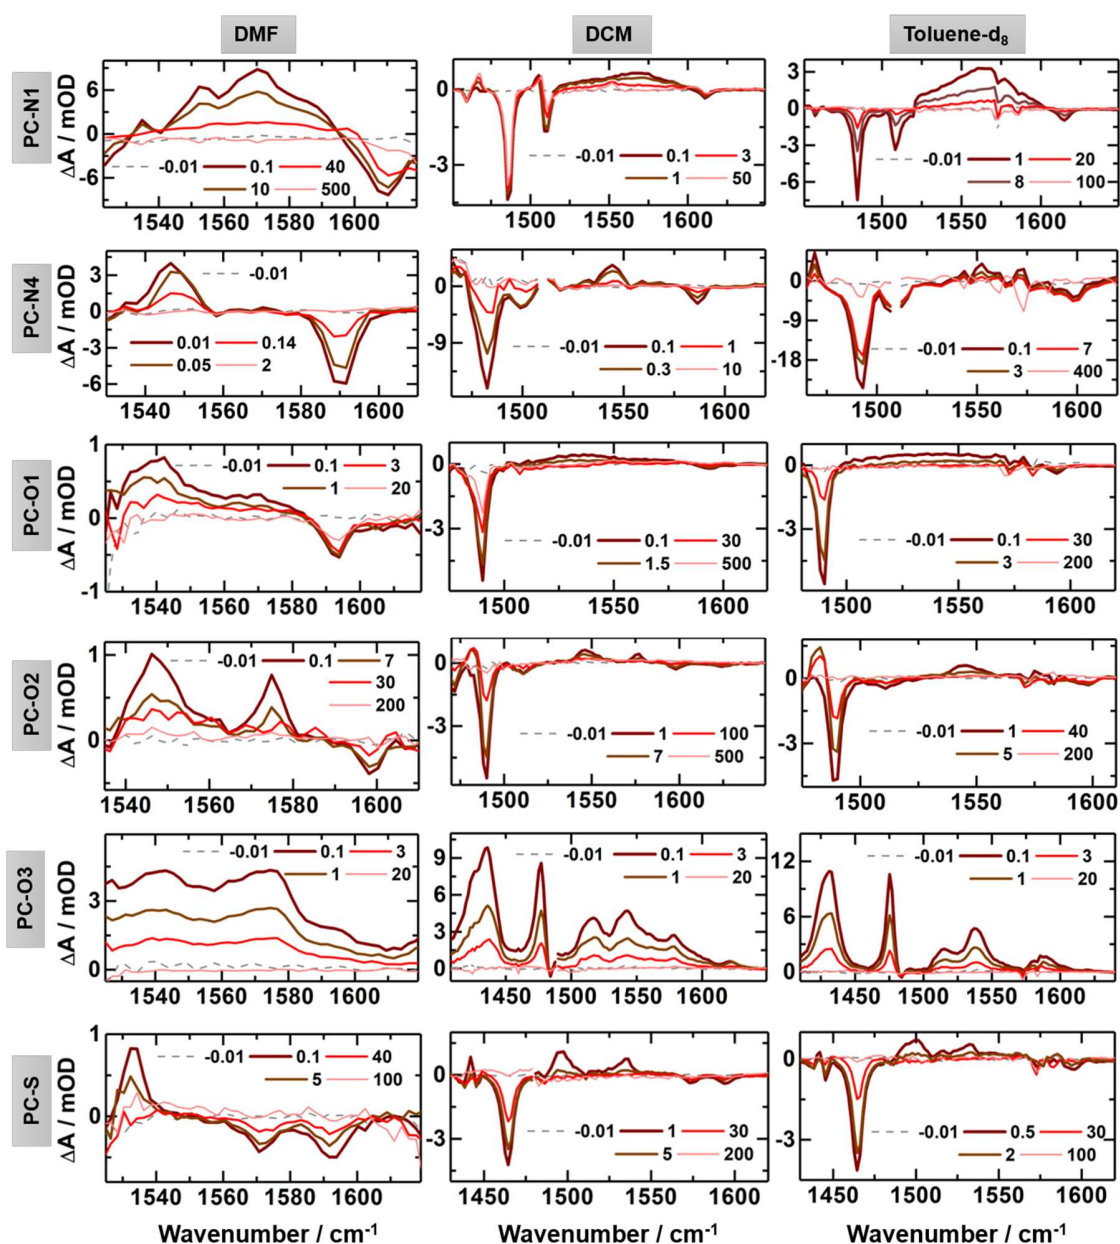 DMF DCM Toluene-d8
PC-N1
ΔA / mOD
6
0
-6
-0.01 0.1 40
10 500
1540 1560 1580 1600
0
-3
-0.01 0.1 3
1 50
1500 1550 1600
3
0
-3
-6
-0.01 1 20
8 100
1500 1550 1600
PC-N4
ΔA / mOD
3
0
-3
-6
-0.01
0.01 0.14
0.05 2
1540 1560 1580 1600
0
-9
-0.01 0.1 1
0.3 10
1500 1550 1600
0
-9
-18
-0.01 0.1 7
3 400
1500 1550 1600
PC-O1
ΔA / mOD
1
0
-1
-0.01 0.1 3
1 20
1540 1560 1580 1600
0
-3
-0.01 0.1 30
1.5 500
1500 1550 1600
0
-3
-0.01 0.1 30
3 200
1500 1550 1600
PC-O2
ΔA / mOD
1
0
-0.01 0.1 7
30
200
1540 1560 1580 1600
0
-3
-0.01 1 100
7 500
1500 1550 1600
0
-3
-0.01 1 40
5 200
1500 1550 1600
PC-O3
ΔA / mOD
3
0
-0.01 0.1 3
1 20
1540 1560 1580 1600
9
6
3
0
-0.01 0.1 3
1 20
1450 1500 1550 1600
12
6
0
-0.01 0.1 3
1 20
1450 1500 1550 1600
PC-S
ΔA / mOD
1
0
-0.01 0.1 40
5 100
1540 1560 1580 1600
0
-3
-0.01 1 30
5 200
1450 1500 1550 1600
0
-3
-0.01 0.5 30
2 100
1450 1500 1550 1600
Wavenumber / cm-1 Wavenumber / cm-1 Wavenumber / cm-1